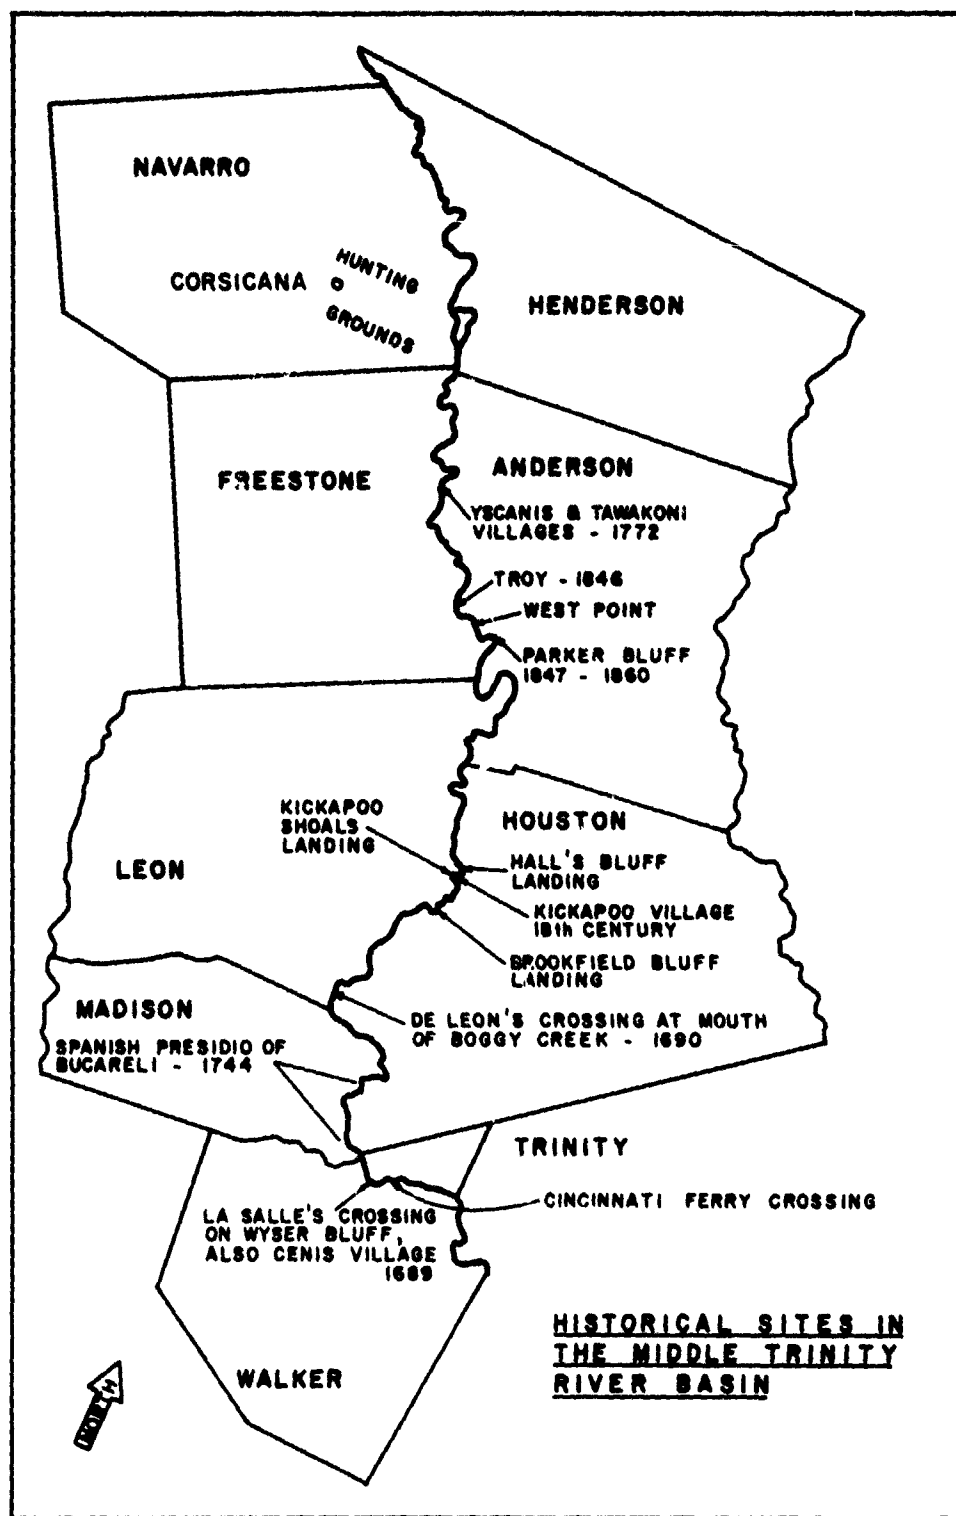 NAVARRO
HUNTING
CORSICANA
GROUNDS
HENDERSON
FREESTONE
ANDERSON
YSCANIS & TAWAKONI
VILLAGES - 1772
TROY - 1846
WEST POINT
PARKER BLUFF
1847 - 1860
KICKAPOO
SHOALS
LANDING
HOUSTON
LEON
HALL'S BLUFF
LANDING
KICKAPOO VILLAGE
18th CENTURY
BROOKFIELD BLUFF
LANDING
MADISON
DE LEON'S CROSSING AT MOUTH
OF BOGGY CREEK - 1690
SPANISH PRESIDIO OF
BUCARELI - 1744
TRINITY
CINCINNATI FERRY CROSSING
LA SALLE'S CROSSING
ON WYSER BLUFF,
ALSO CENIS VILLAGE
1689
HISTORICAL SITES IN
THE MIDDLE TRINITY
RIVER BASIN
WALKER
NORTH